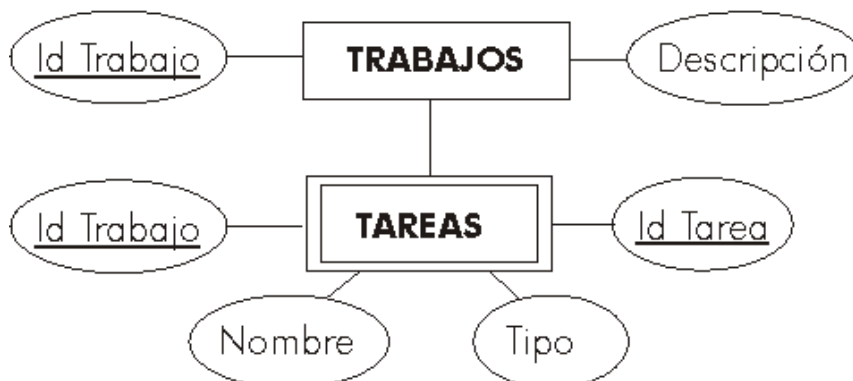 Id Trabajo
TRABAJOS
Descripción
Id Trabajo
TAREAS
Id Tarea
Nombre
Tipo